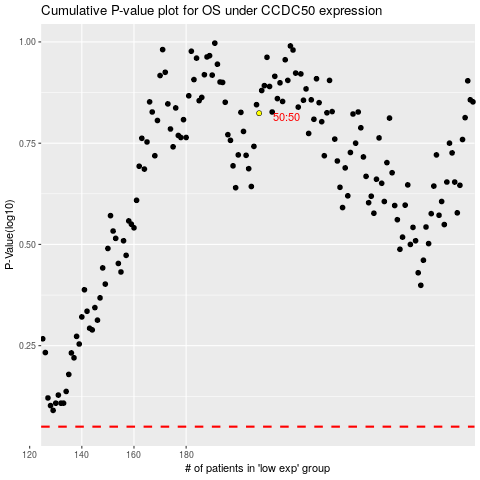 Cumulative P-value plot for OS under CCDC50 expression
P-Value(log10)
1.00
0.75
0.50
0.25
50:50
120 140 160 180
# of patients in 'low exp' group